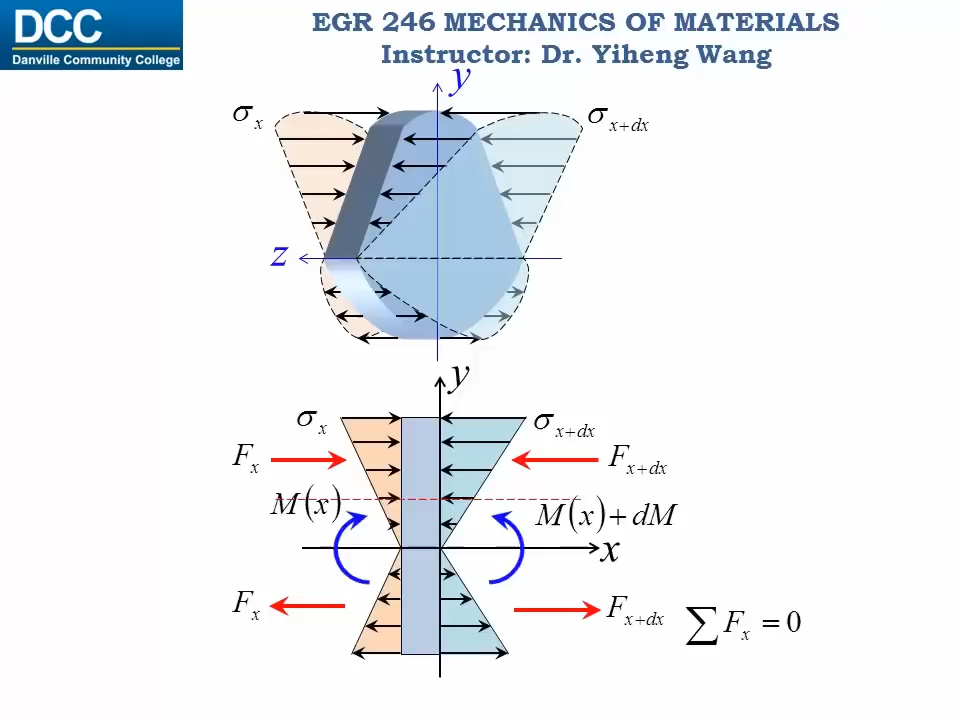 DCC
Danville Community College
EGR 246 MECHANICS OF MATERIALS
Instructor: Dr. Yiheng Wang
y
σx
σx+dx
z
y
σx
σx+dx
Fx
Fx+dx
M(x)
M(x)+dM
x
Fx
Fx+dx
∑Fx = 0